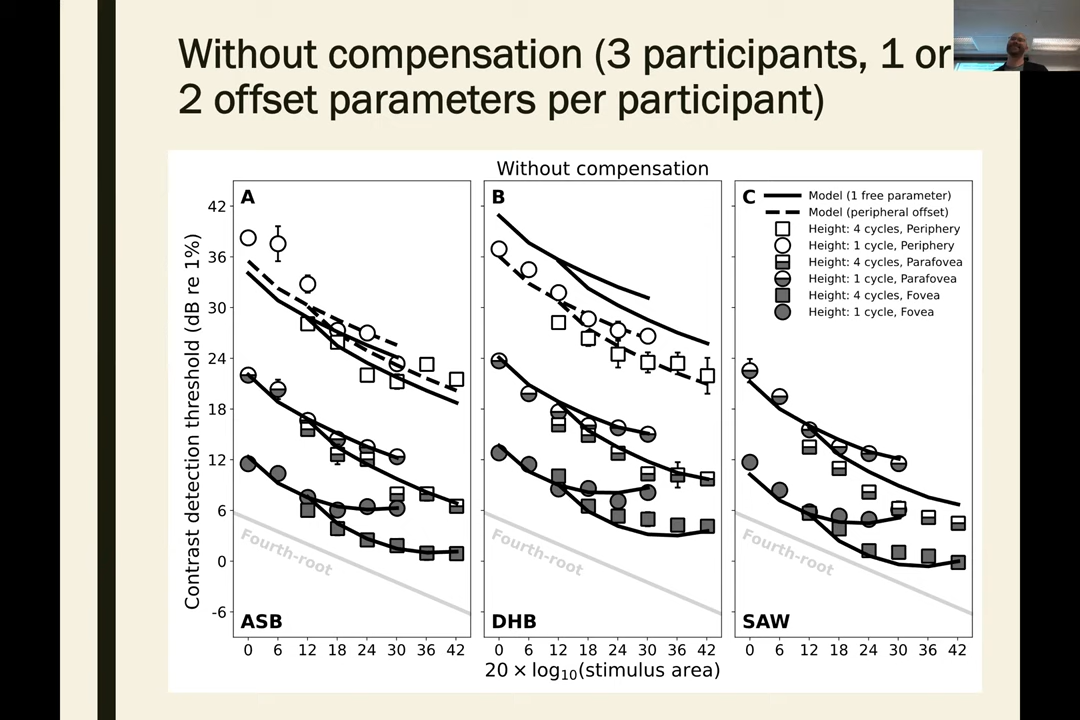 Without compensation (3 participants, 1 or
2 offset parameters per participant)
Without compensation
Contrast detection threshold (dB re 1%)
42
36
30
24
18
12
6
0
-6
A
Fourth-root
ASB
0 6 12 18 24 30 36 42
B
Fourth-root
DHB
0 6 12 18 24 30 36 42
C
Model (1 free parameter)
Model (peripheral offset)
Height: 4 cycles, Periphery
Height: 1 cycle, Periphery
Height: 4 cycles, Parafovea
Height: 1 cycle, Parafovea
Height: 4 cycles, Fovea
Height: 1 cycle, Fovea
Fourth-root
SAW
0 6 12 18 24 30 36 42
20 × log10(stimulus area)